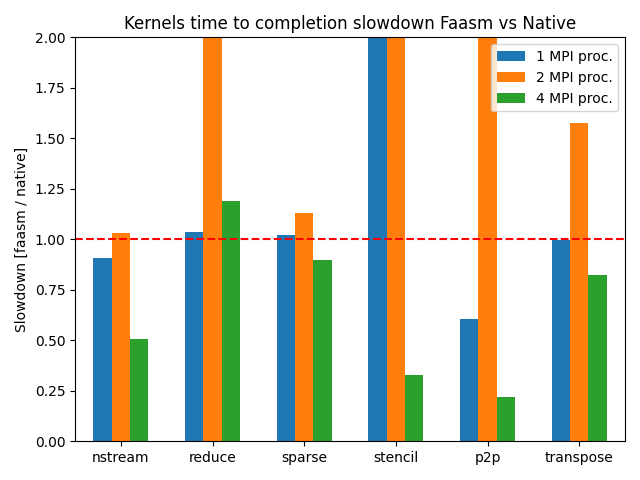 Kernels time to completion slowdown Faasm vs Native
Slowdown [faasm / native]
2.00
1.75
1.50
1.25
1.00
0.75
0.50
0.25
0.00
1 MPI proc.
2 MPI proc.
4 MPI proc.
nstream
reduce
sparse
stencil
p2p
transpose